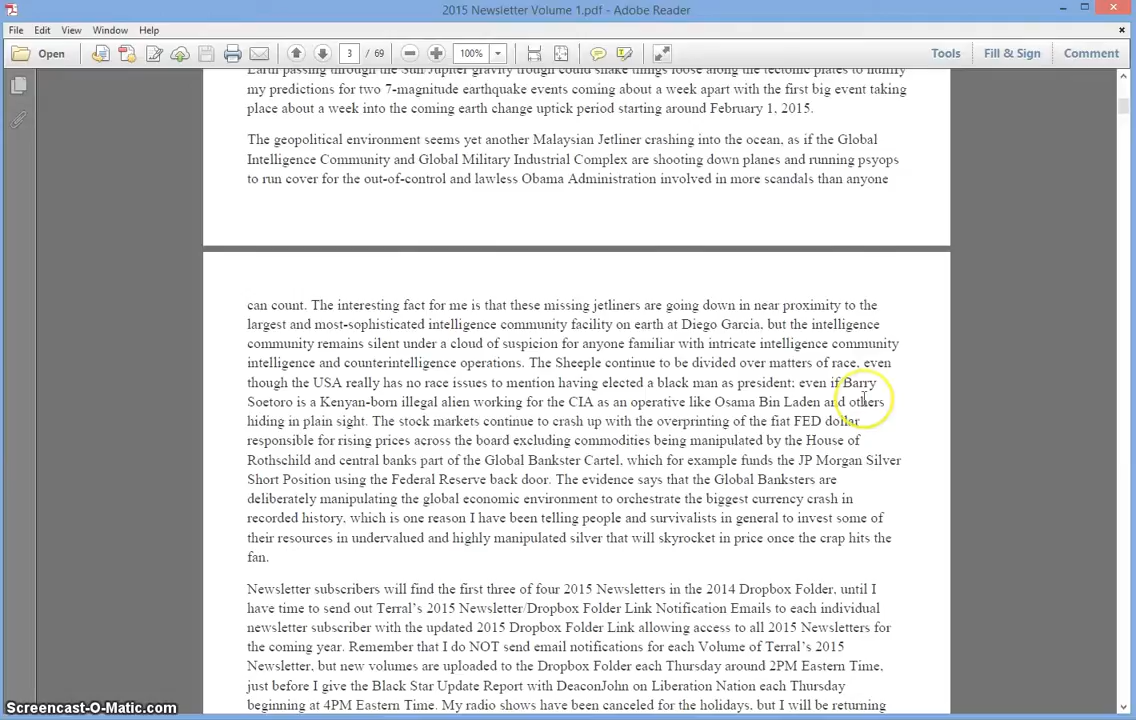 2015 Newsletter Volume 1.pdf - Adobe Reader
File Edit View Window Help
Open 3 / 69 100% Tools Fill & Sign Comment
Earth passing through the Sun Jupiter gravity trough could shake things loose along the tectonic plates to nullify
my predictions for two 7-magnitude earthquake events coming about a week apart with the first big event taking
place about a week into the coming earth change uptick period starting around February 1, 2015.
The geopolitical environment seems yet another Malaysian Jetliner crashing into the ocean, as if the Global
Intelligence Community and Global Military Industrial Complex are shooting down planes and running psyops
to run cover for the out-of-control and lawless Obama Administration involved in more scandals than anyone
can count. The interesting fact for me is that these missing jetliners are going down in near proximity to the
largest and most-sophisticated intelligence community facility on earth at Diego Garcia, but the intelligence
community remains silent under a cloud of suspicion for anyone familiar with intricate intelligence community
intelligence and counterintelligence operations. The Sheeple continue to be divided over matters of race, even
though the USA really has no race issues to mention having elected a black man as president; even if Barry
Soetoro is a Kenyan-born illegal alien working for the CIA as an operative like Osama Bin Laden and others
hiding in plain sight. The stock markets continue to crash up with the overprinting of the fiat FED dollar
responsible for rising prices across the board excluding commodities being manipulated by the House of
Rothschild and central banks part of the Global Bankster Cartel, which for example funds the JP Morgan Silver
Short Position using the Federal Reserve back door. The evidence says that the Global Banksters are
deliberately manipulating the global economic environment to orchestrate the biggest currency crash in
recorded history, which is one reason I have been telling people and survivalists in general to invest some of
their resources in undervalued and highly manipulated silver that will skyrocket in price once the crap hits the
fan.
Newsletter subscribers will find the first three of four 2015 Newsletters in the 2014 Dropbox Folder, until I
have time to send out Terral's 2015 Newsletter/Dropbox Folder Link Notification Emails to each individual
newsletter subscriber with the updated 2015 Dropbox Folder Link allowing access to all 2015 Newsletters for
the coming year. Remember that I do NOT send email notifications for each Volume of Terral's 2015
Newsletter, but new volumes are uploaded to the Dropbox Folder each Thursday around 2PM Eastern Time,
just before I give the Black Star Update Report with DeaconJohn on Liberation Nation each Thursday
beginning at 4PM Eastern Time. My radio shows have been canceled for the holidays, but I will be returning
Screencast-O-Matic.com